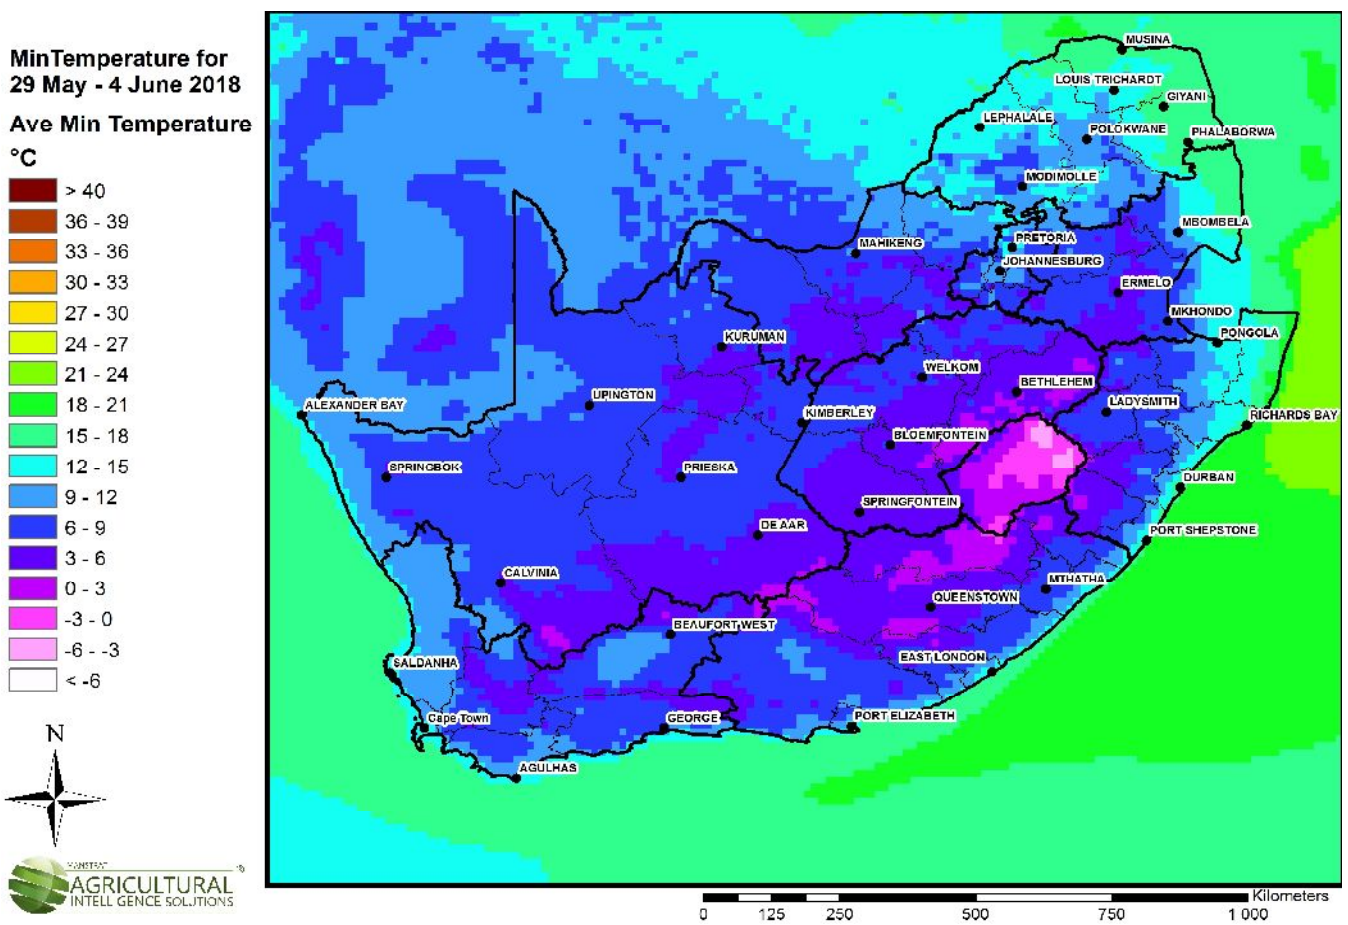 MinTemperature for
29 May - 4 June 2018
Ave Min Temperature
°C
> 40
36 - 39
33 - 36
30 - 33
27 - 30
24 - 27
21 - 24
18 - 21
15 - 18
12 - 15
9 - 12
6 - 9
3 - 6
0 - 3
-3 - 0
-6 - -3
< -6
N
MANSTRAT
AGRICULTURAL
INTELLIGENCE SOLUTIONS
MUSINA
LOUIS TRICHARDT
GIYANI
LEPHALALE
POLOKWANE
PHALABORWA
MODIMOLLE
MBOMBELA
PRETORIA
MAHIKENG
JOHANNESBURG
ERMELO
MKHONDO
PONGOLA
KURUMAN
WELKOM
BETHLEHEM
UPINGTON
LADYSMITH
ALEXANDER BAY
KIMBERLEY
RICHARDS BAY
BLOEMFONTEIN
SPRINGBOK
PRIESKA
DURBAN
SPRINGFONTEIN
DE AAR
PORT SHEPSTONE
CALVINIA
MTHATHA
QUEENSTOWN
BEAUFORT WEST
EAST LONDON
SALDANHA
Cape Town
GEORGE
PORT ELIZABETH
AGULHAS
Kilometers
0 125 250 500 750 1 000